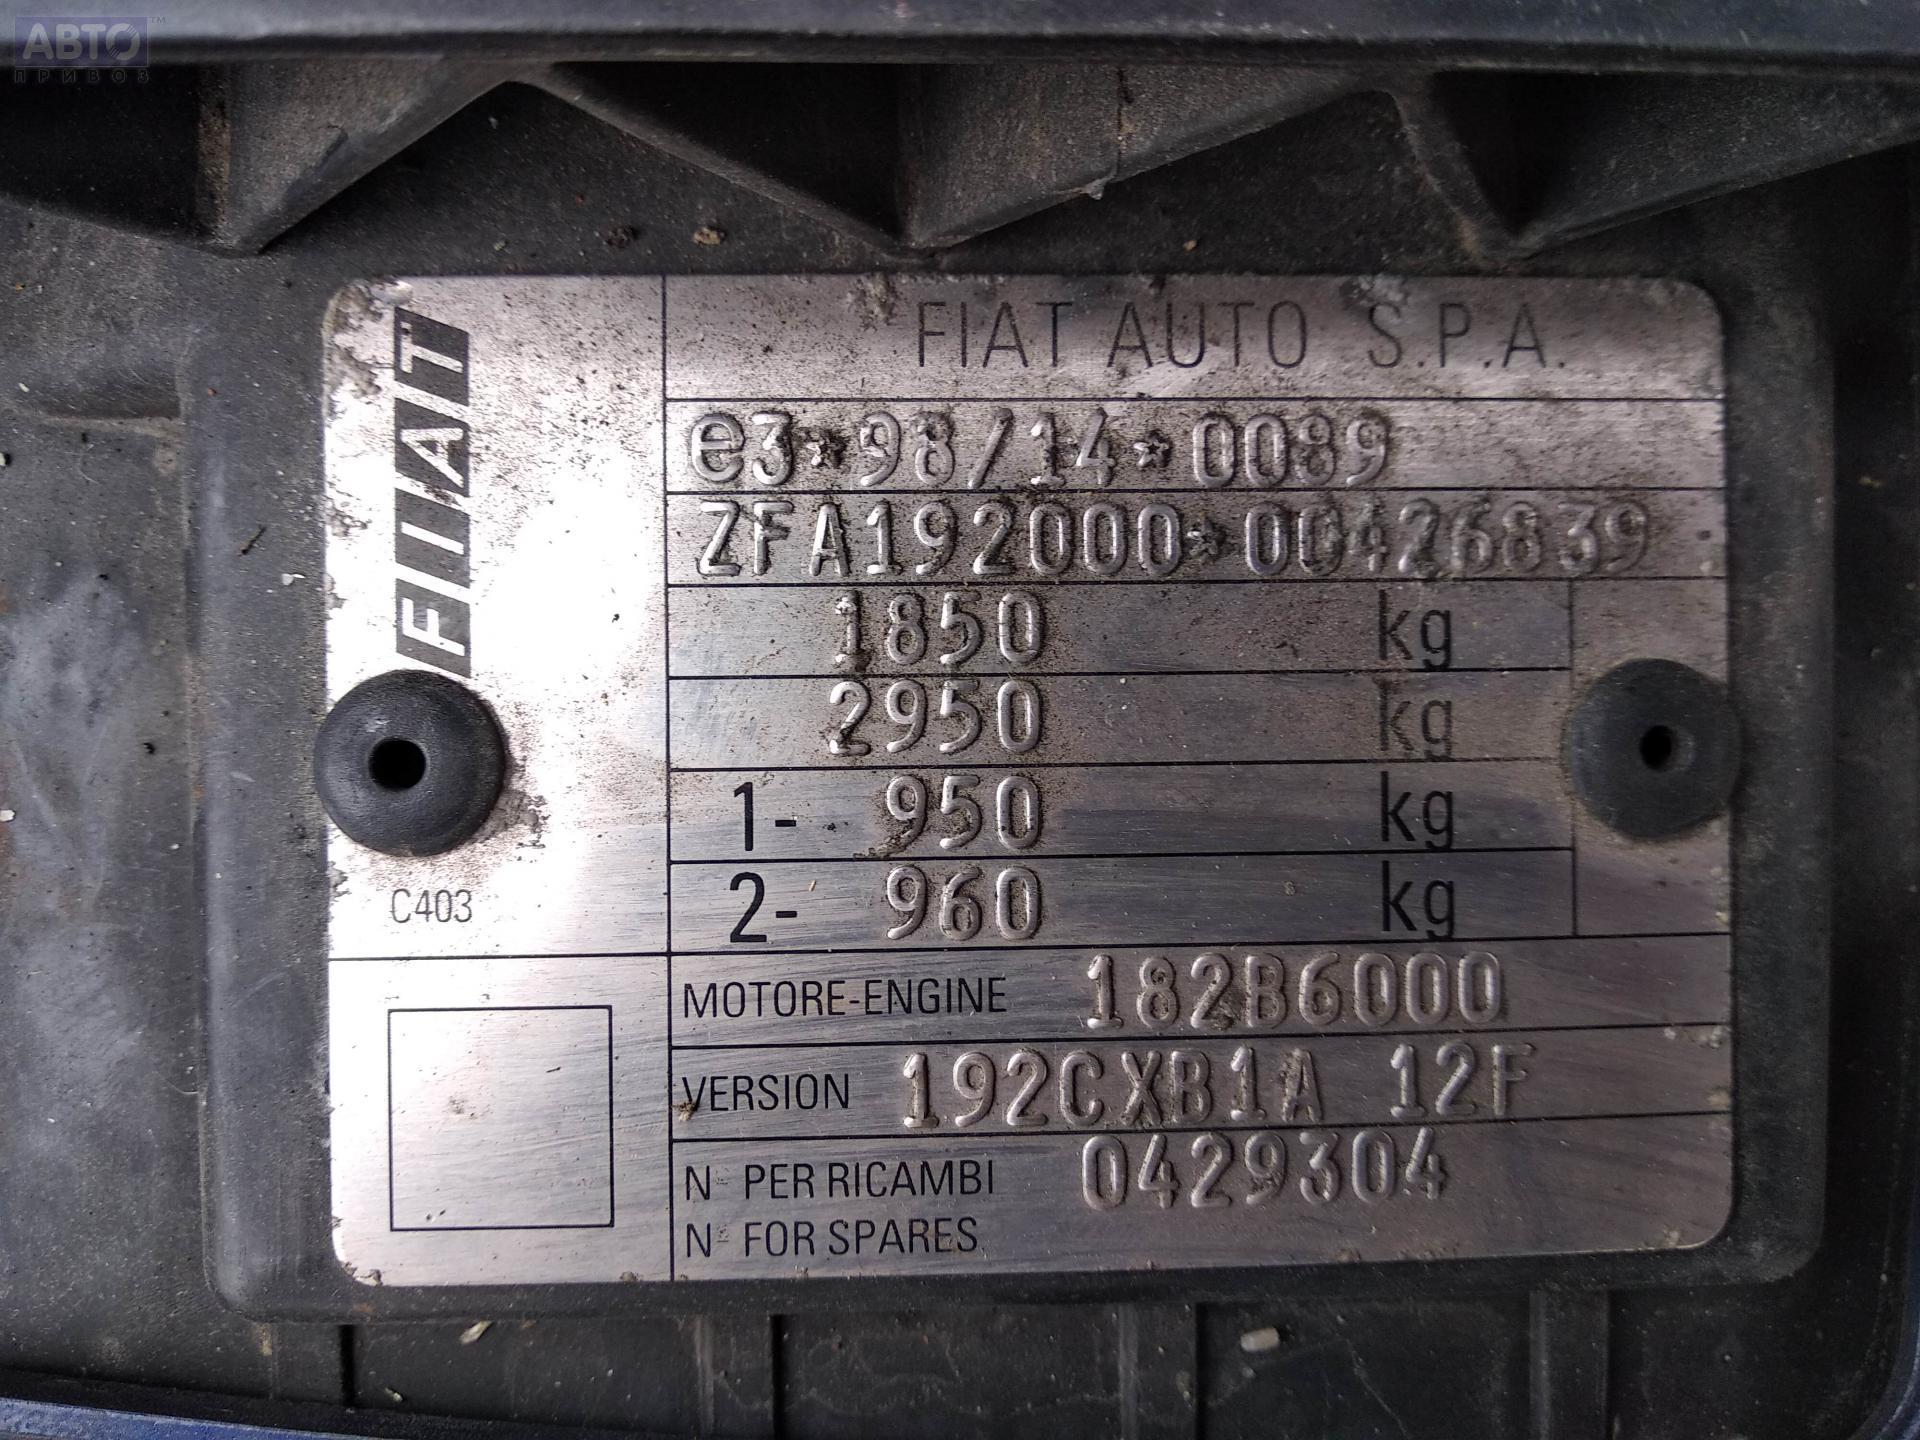 АВТО™
ПРИВОЗ
FIAT
FIAT AUTO S.P.A.
e3*98/14*0089
ZFA192000*00426839
1850 kg
2950 kg
1- 950 kg
2- 960 kg
C403
MOTORE-ENGINE 182B6000
VERSION 192CXB1A 12F
N° PER RICAMBI 0429304
N° FOR SPARES